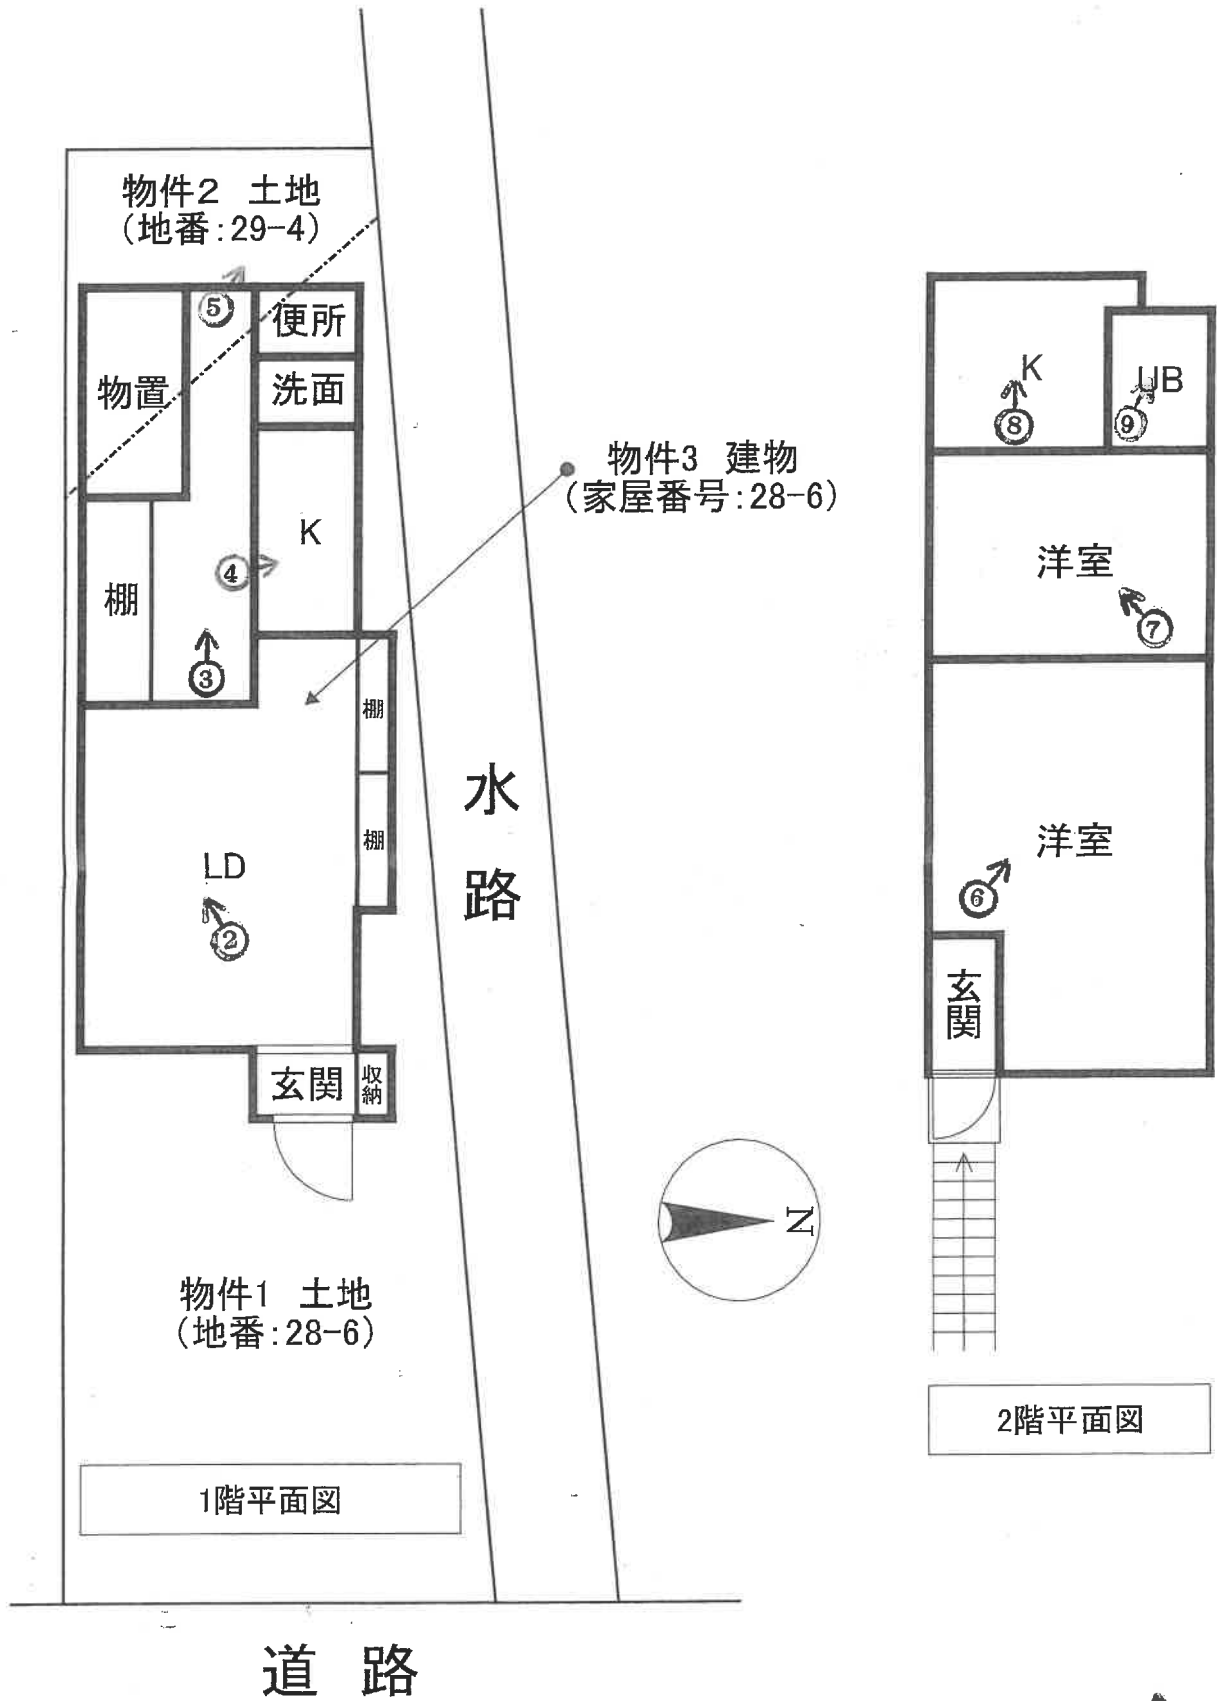 物件2 土地
（地番:29-4）
⑤
便所
物置
洗面
K
④
棚
③
棚
棚
LD
②
玄関
収納
物件3 建物
（家屋番号:28-6）
水路
N
物件1 土地
（地番:28-6）
1階平面図
道路
K
UB
⑧
⑨
洋室
⑦
洋室
⑥
玄関
2階平面図